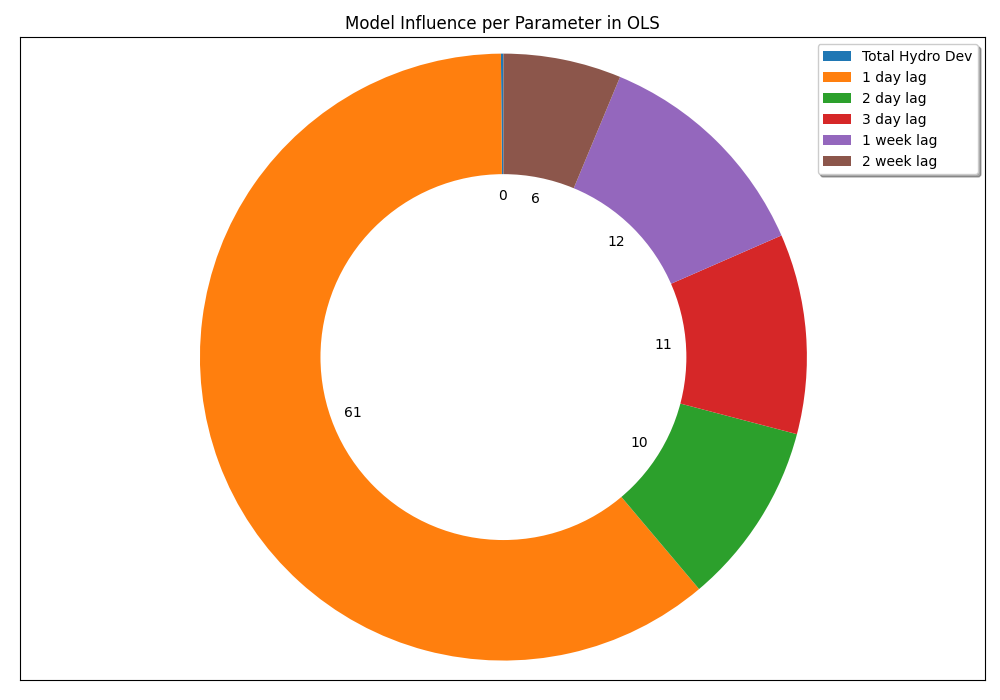 Model Influence per Parameter in OLS
Total Hydro Dev
1 day lag
2 day lag
3 day lag
1 week lag
2 week lag
0
6
12
11
10
61